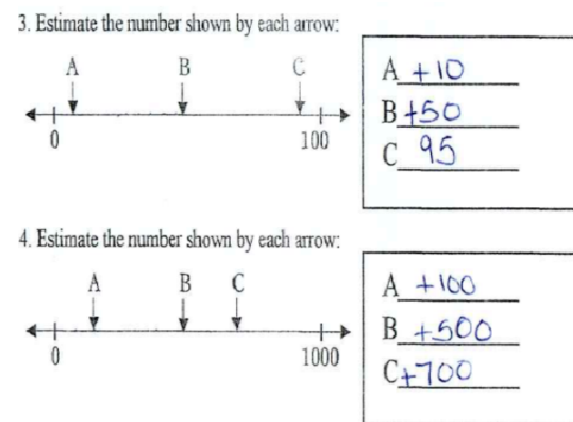 3. Estimate the number shown by each arrow:
A B C
0 100
A +10
B +50
C 95
4. Estimate the number shown by each arrow:
A B C
0 1000
A +100
B +500
C +700